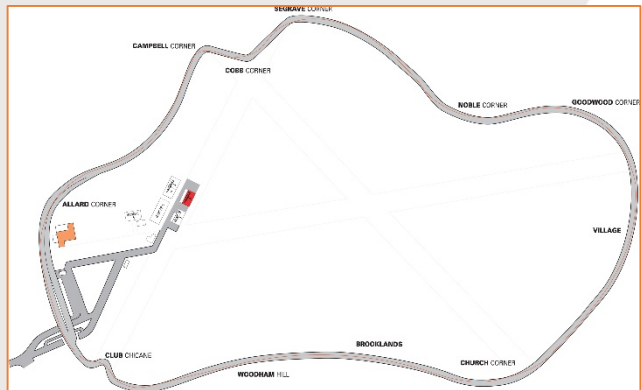 SEGRAVE CORNER
CAMPBELL CORNER
COBB CORNER
NOBLE CORNER
GOODWOOD CORNER
ALLARD CORNER
VILLAGE
BROOKLANDS
CLUB CHICANE
CHURCH CORNER
WOODHAM HILL